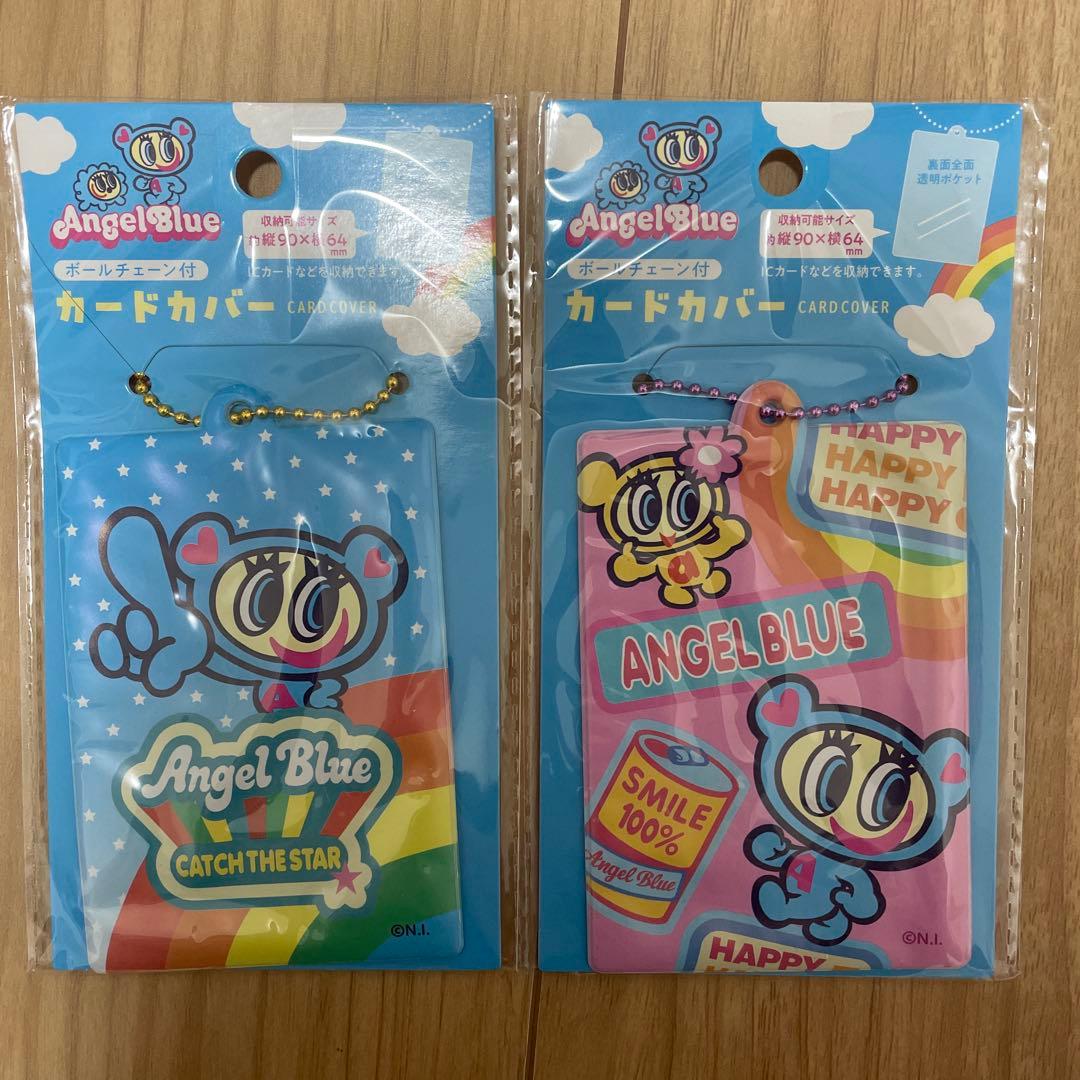 Angel Blue
収納可能サイズ
約縦90×横64mm
ICカードなどを収納できます。
ボールチェーン付
カードカバー CARD COVER
Angel Blue
CATCH THE STAR
©N.I.
Angel Blue
収納可能サイズ
約縦90×横64mm
裏面全面
透明ポケット
ICカードなどを収納できます。
ボールチェーン付
カードカバー CARD COVER
HAPPY
HAPPY
HAPPY
ANGEL BLUE
SMILE
100%
Angel Blue
©N.I.
HAPPY